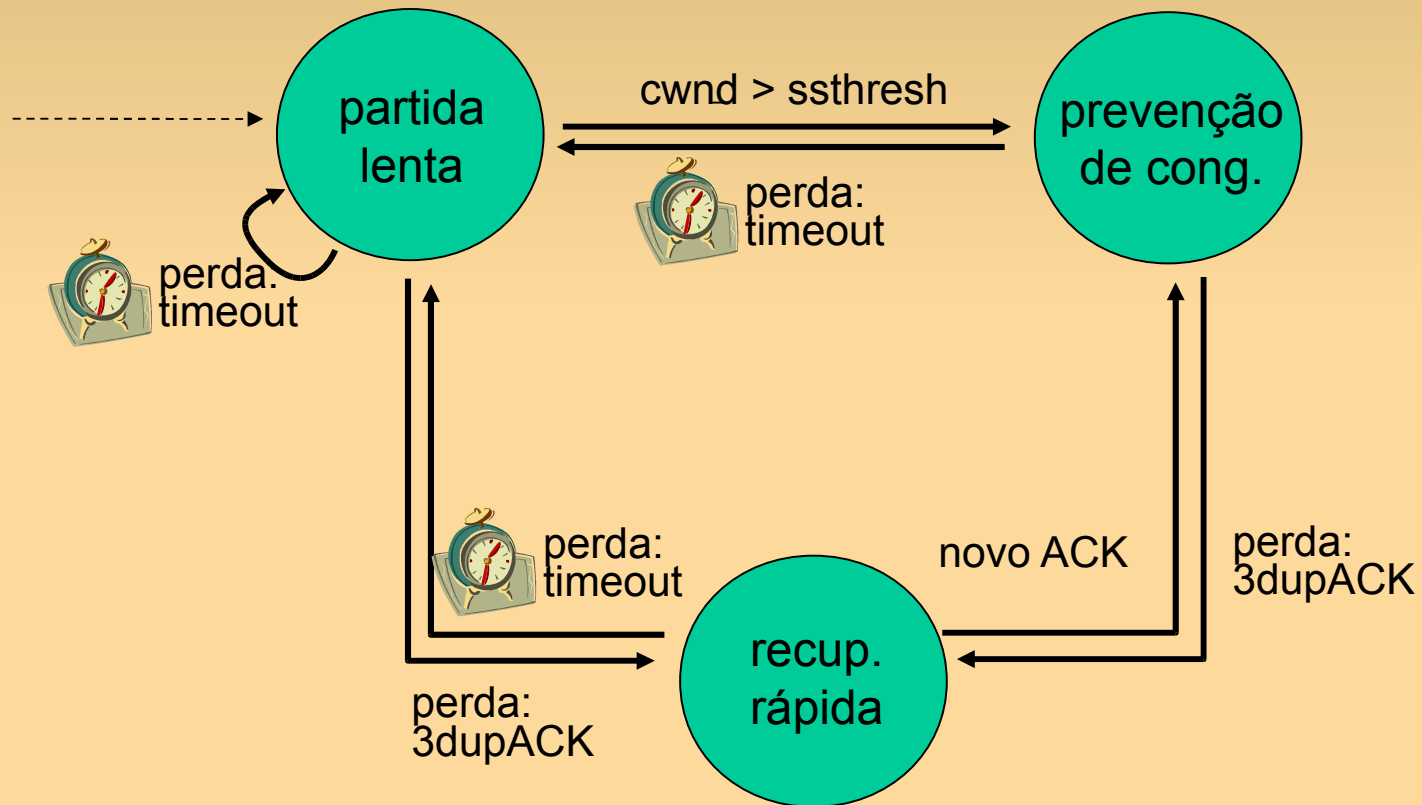 partida
lenta
cwnd > ssthresh
prevenção
de cong.
perda:
timeout
perda:
timeout
perda:
timeout
novo ACK
perda:
3dupACK
recup.
rápida
perda:
3dupACK